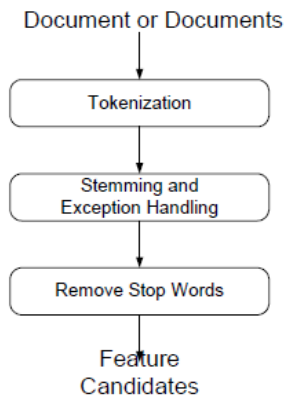 Document or Documents
Tokenization
Stemming and
Exception Handling
Remove Stop Words
Feature
Candidates